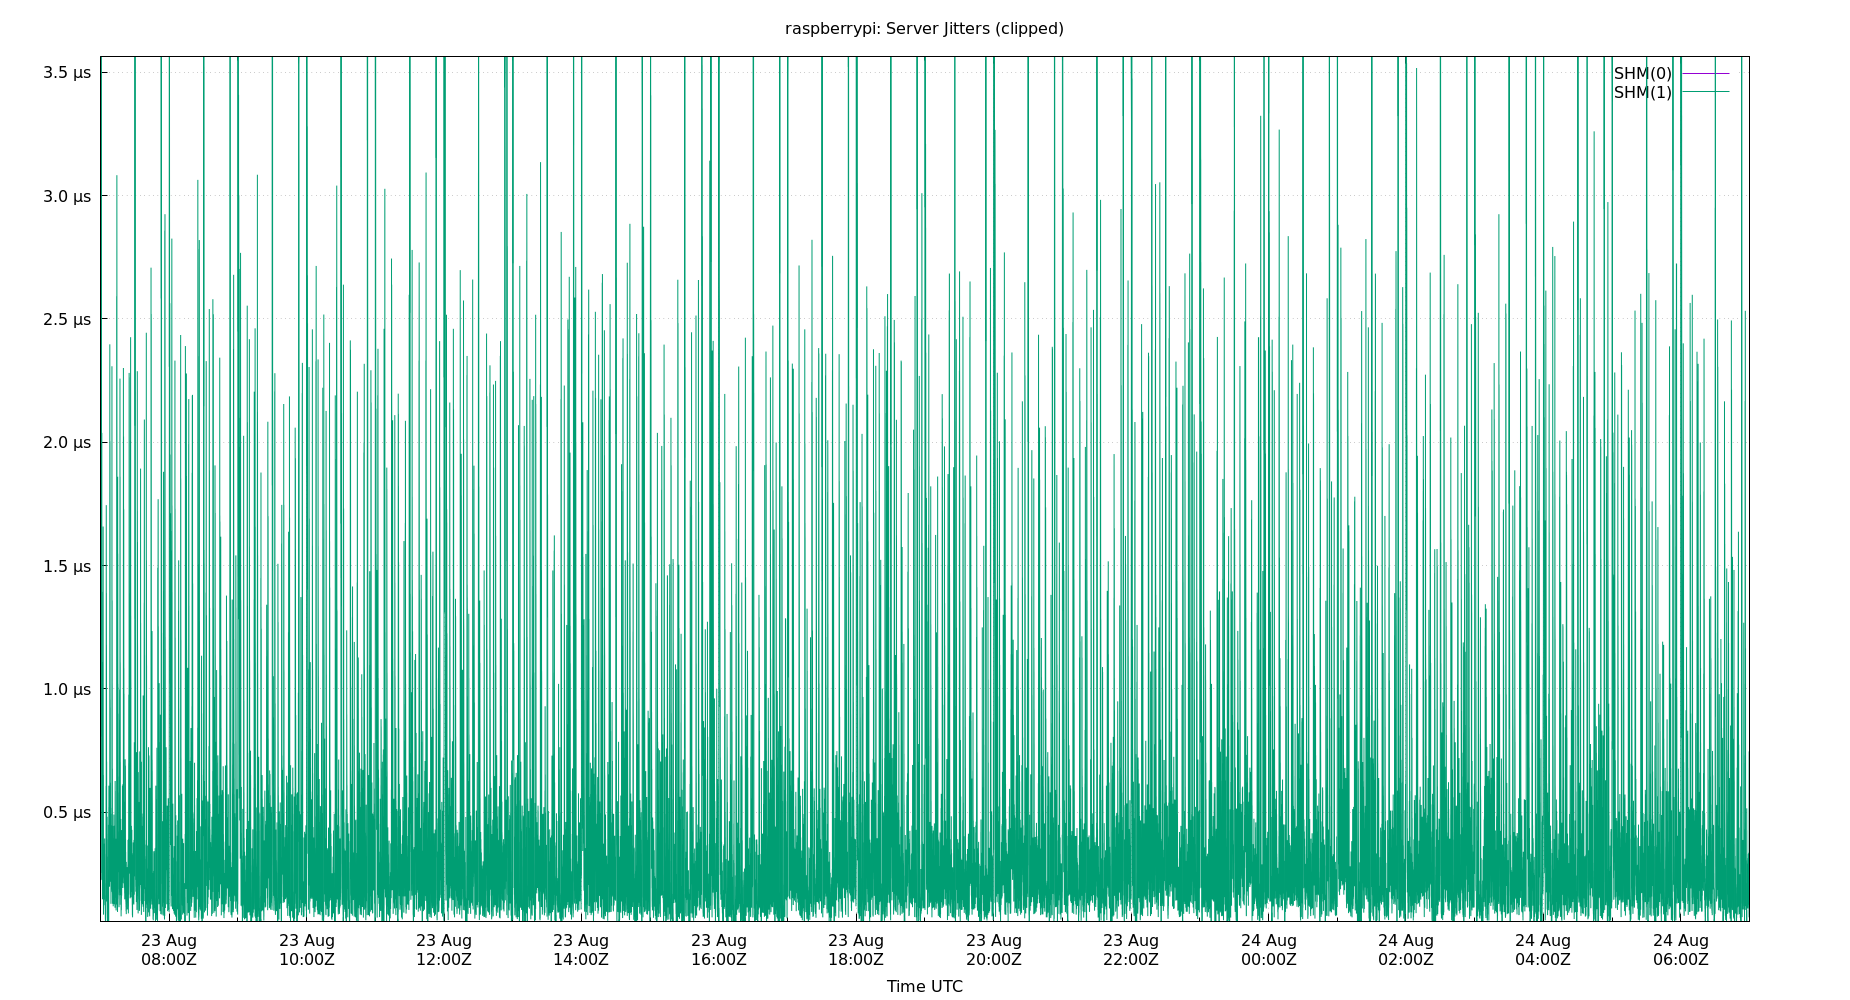 raspberrypi: Server Jitters (clipped)
3.5 µs
3.0 µs
2.5 µs
2.0 µs
1.5 µs
1.0 µs
0.5 µs
SHM(0)
SHM(1)
23 Aug 23 Aug 23 Aug 23 Aug 23 Aug 23 Aug 23 Aug 23 Aug 24 Aug 24 Aug 24 Aug 24 Aug
08:00Z 10:00Z 12:00Z 14:00Z 16:00Z 18:00Z 20:00Z 22:00Z 00:00Z 02:00Z 04:00Z 06:00Z
Time UTC